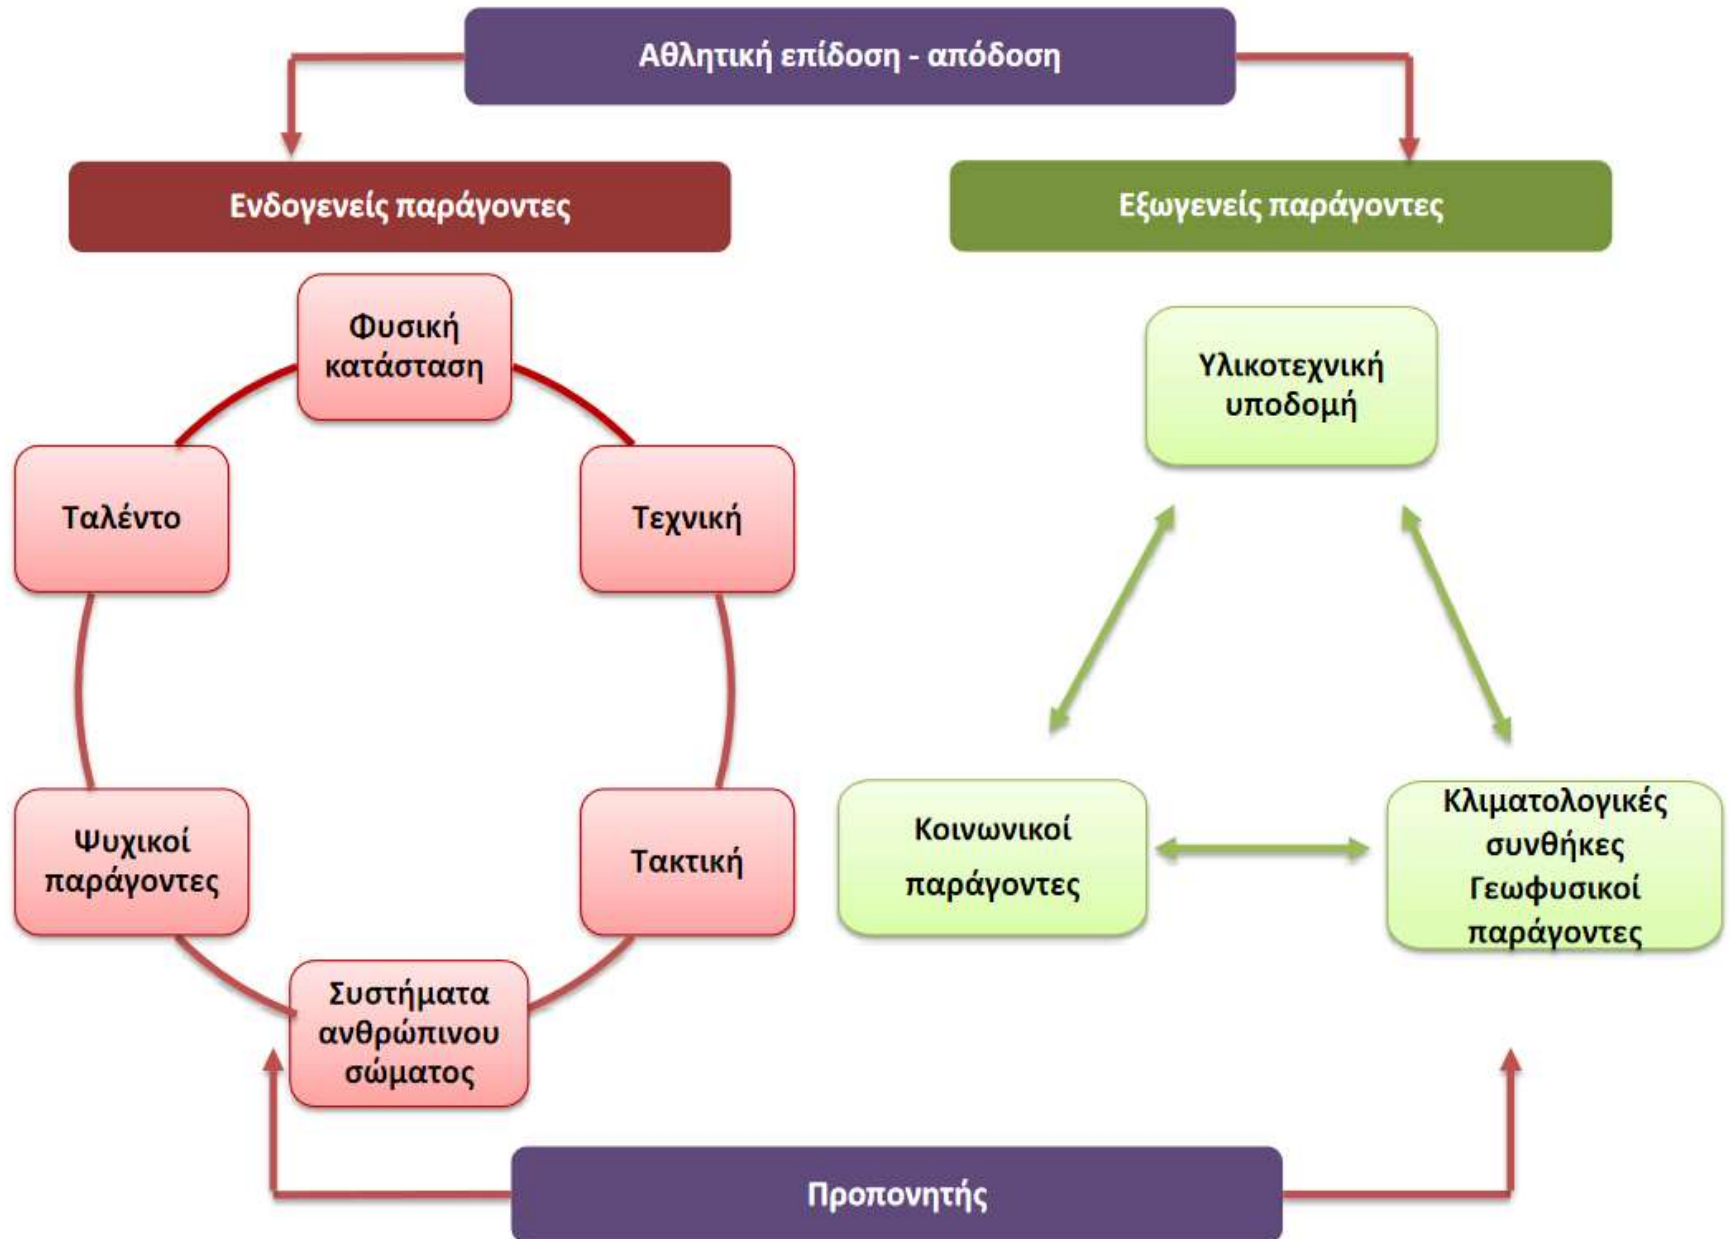 Αθλητική επίδοση - απόδοση
Ενδογενείς παράγοντες
Εξωγενείς παράγοντες
Φυσική
κατάσταση
Ταλέντο
Τεχνική
Ψυχικοί
παράγοντες
Τακτική
Συστήματα
ανθρώπινου
σώματος
Υλικοτεχνική
υποδομή
Κοινωνικοί
παράγοντες
Κλιματολογικές
συνθήκες
Γεωφυσικοί
παράγοντες
Προπονητής